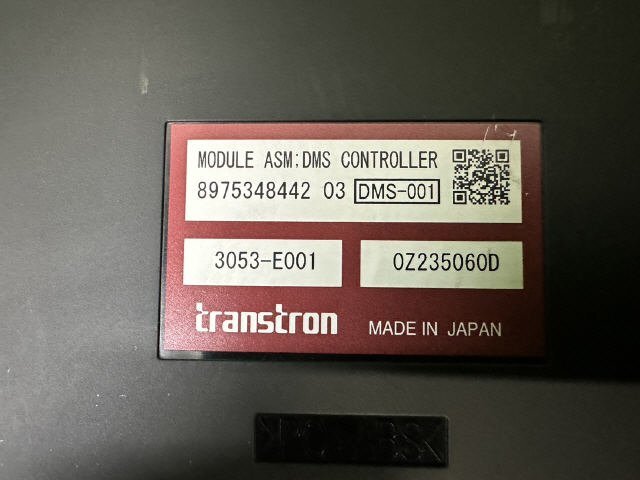 MODULE ASM:DMS CONTROLLER
8975348442 03 DMS-001
3053-E001 0Z235060D
transtron MADE IN JAPAN